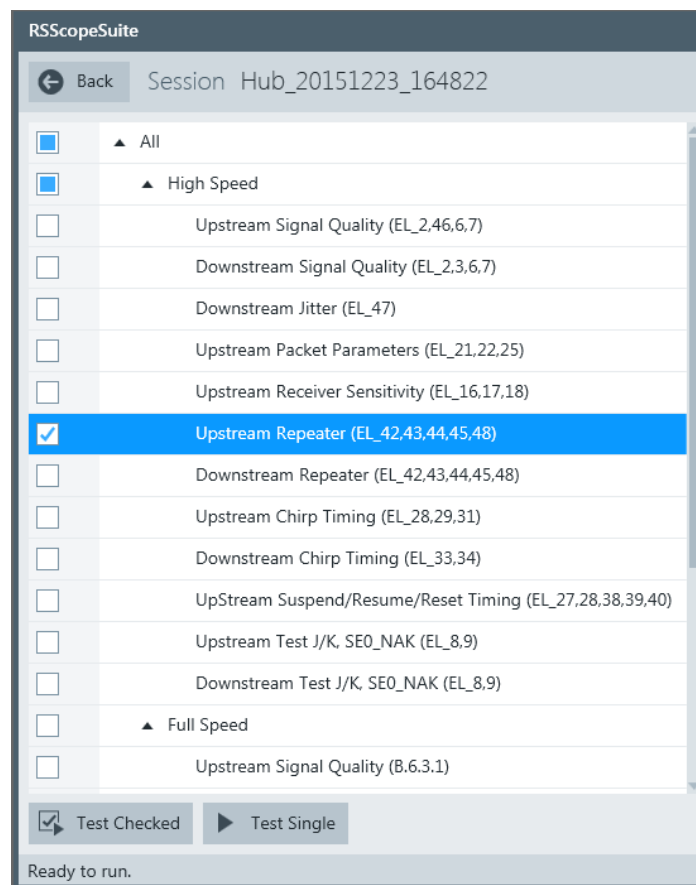 RSScopeSuite
Back Session Hub_20151223_164822
All
High Speed
Upstream Signal Quality (EL_2,46,6,7)
Downstream Signal Quality (EL_2,3,6,7)
Downstream Jitter (EL_47)
Upstream Packet Parameters (EL_21,22,25)
Upstream Receiver Sensitivity (EL_16,17,18)
Upstream Repeater (EL_42,43,44,45,48)
Downstream Repeater (EL_42,43,44,45,48)
Upstream Chirp Timing (EL_28,29,31)
Downstream Chirp Timing (EL_33,34)
UpStream Suspend/Resume/Reset Timing (EL_27,28,38,39,40)
Upstream Test J/K, SE0_NAK (EL_8,9)
Downstream Test J/K, SE0_NAK (EL_8,9)
Full Speed
Upstream Signal Quality (B.6.3.1)
Test Checked Test Single
Ready to run.